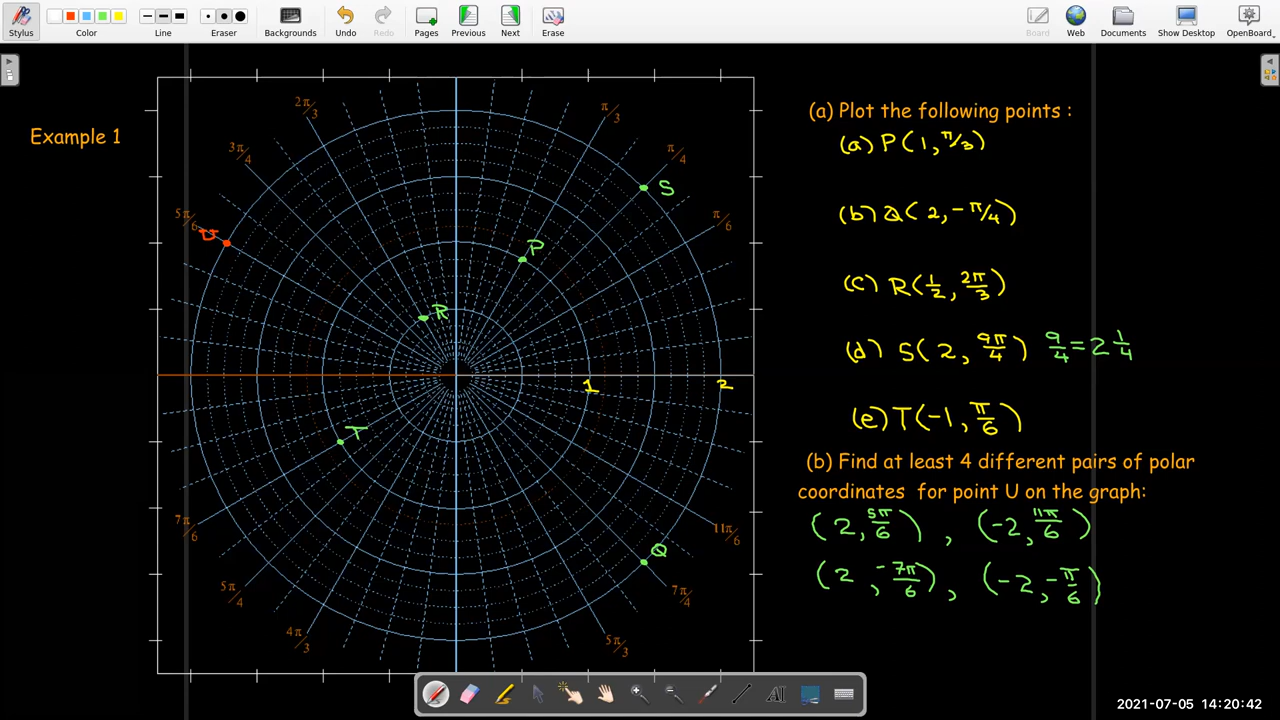 Stylus Color Line Eraser Backgrounds Undo Redo Pages Previous Next Erase Board Web Documents Show Desktop OpenBoard
Example 1
2π/3
π/3
3π/4
π/4
5π/6
π/6
7π/6
11π/6
5π/4
7π/4
4π/3
5π/3
U
S
P
R
T
Q
1
2
(a) Plot the following points :
(a) P(1, π/3)
(b) Q(2, -π/4)
(c) R(1/2, 2π/3)
(d) S(2, 9π/4) 9/4 = 2 1/4
(e) T(-1, π/6)
(b) Find at least 4 different pairs of polar
coordinates for point U on the graph:
(2, 5π/6) , (-2, 11π/6)
(2, -7π/6) , (-2, -π/6)
2021-07-05 14:20:42